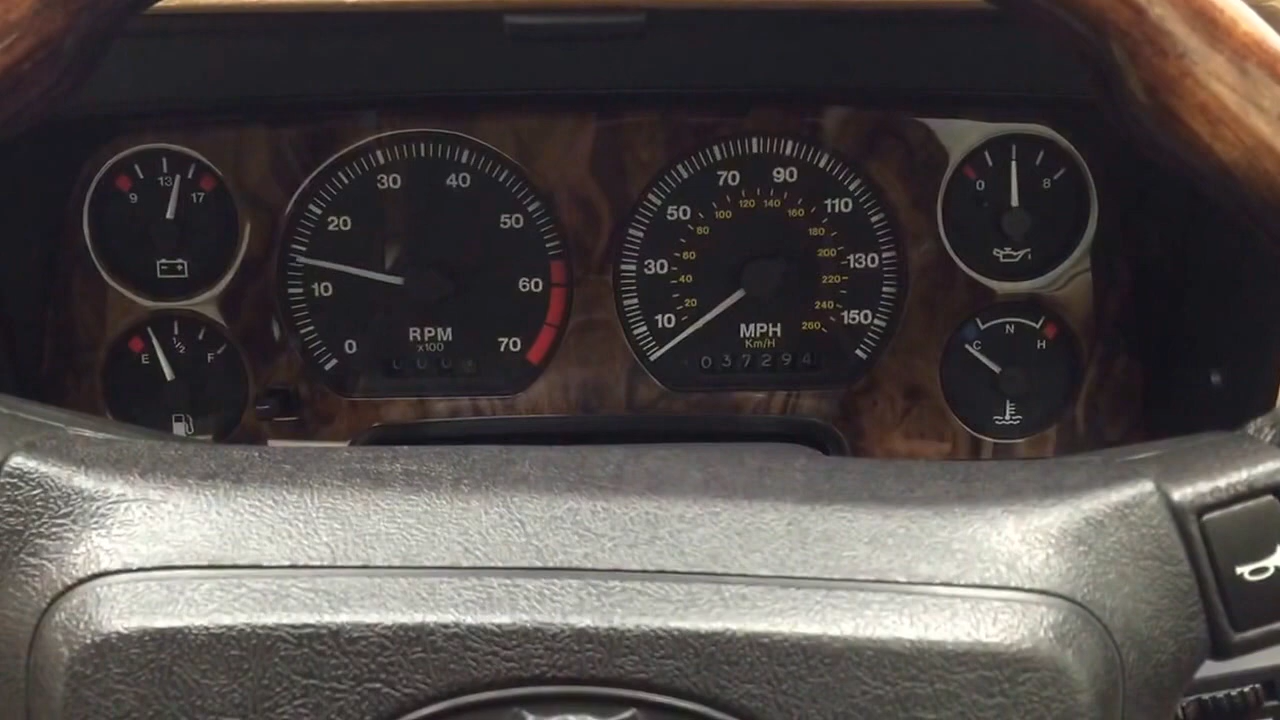 9 13 17
E 1/2 F
0 10 20 30 40 50 60 70
RPM
x100
10 30 50 70 90 110 130 150
20 40 60 80 100 120 140 160 180 200 220 240 260
MPH
Km/H
037294
0 8
C N H